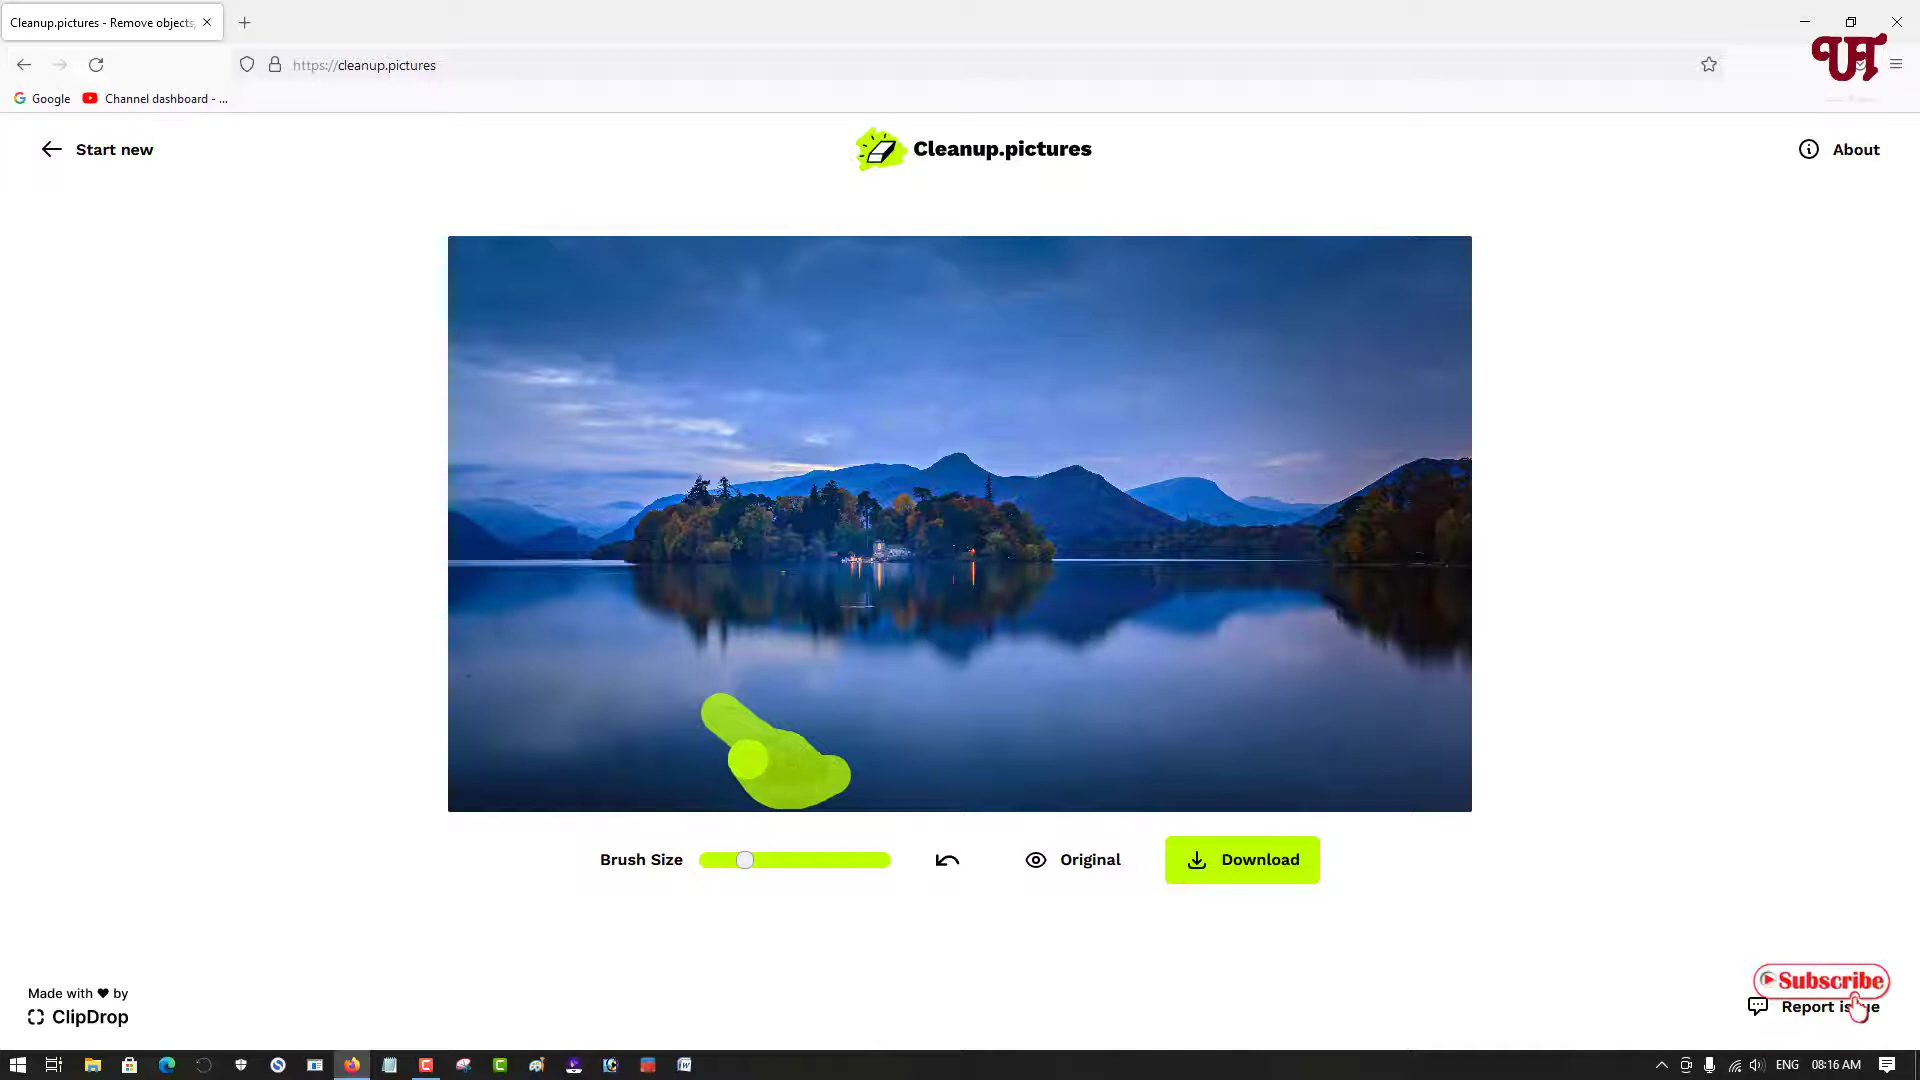 Cleanup.pictures - Remove objects,
https://cleanup.pictures
Google
Channel dashboard - ...
Start new
Cleanup.pictures
About
Brush Size
Original
Download
Made with ❤ by
ClipDrop
Subscribe
ENG
08:16 AM